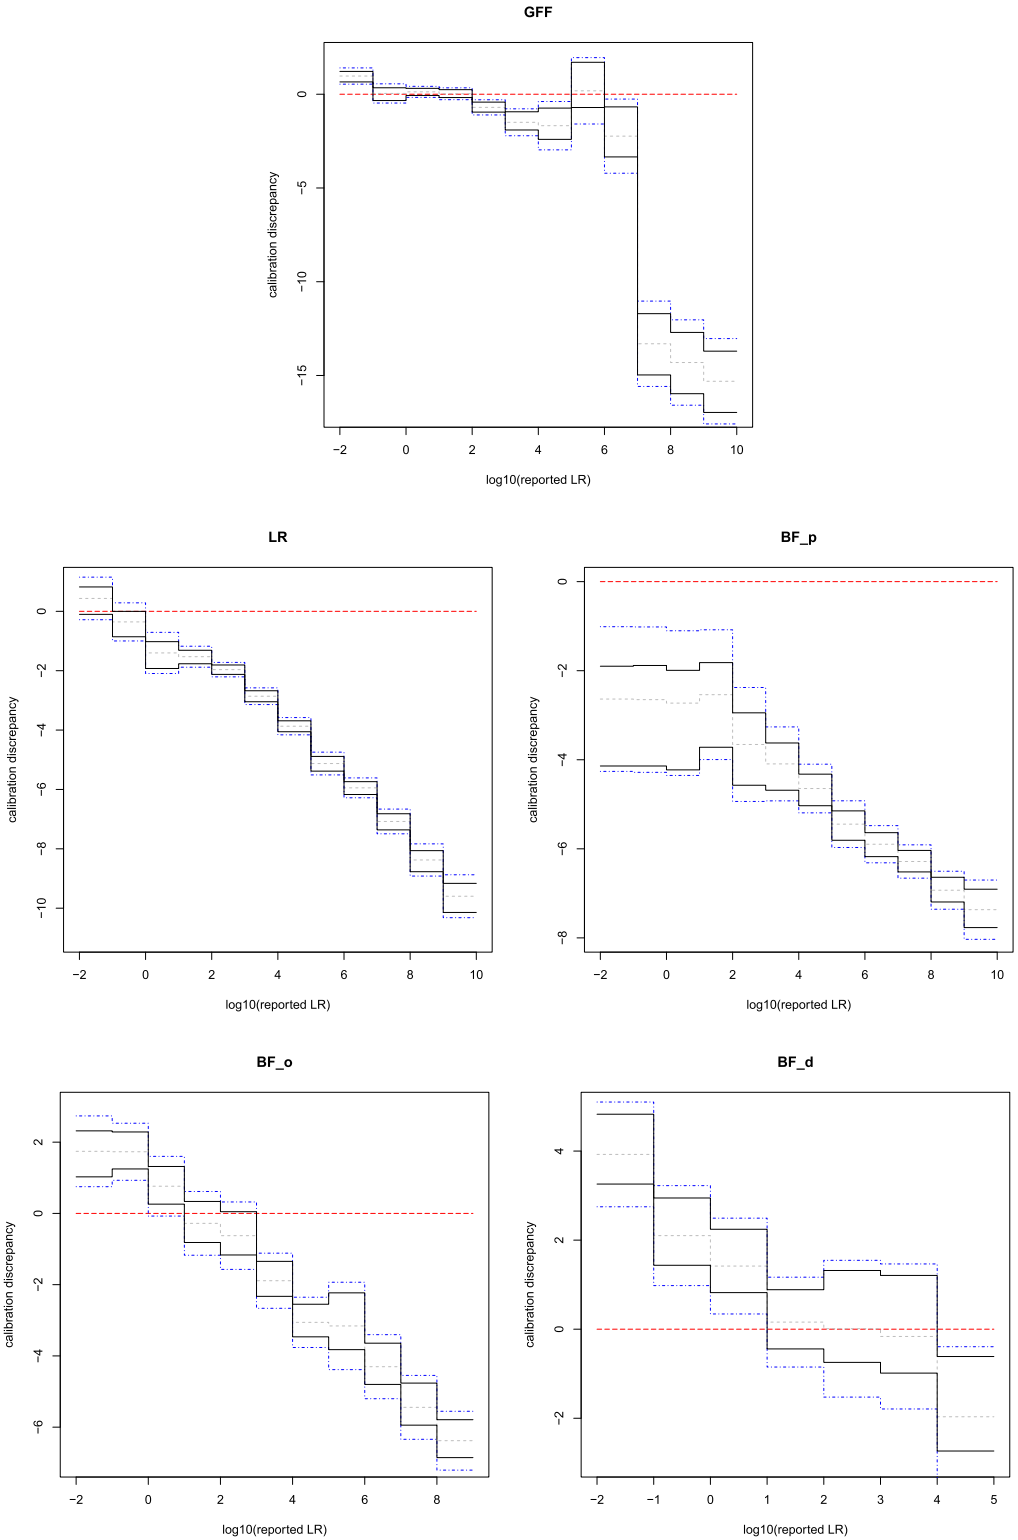 GFF
calibration discrepancy
0
−5
−10
−15
−2 0 2 4 6 8 10
log10(reported LR)
LR
calibration discrepancy
0
−2
−4
−6
−8
−10
−2 0 2 4 6 8 10
log10(reported LR)
BF_p
calibration discrepancy
0
−2
−4
−6
−8
−2 0 2 4 6 8 10
log10(reported LR)
BF_o
calibration discrepancy
2
0
−2
−4
−6
−2 0 2 4 6 8
log10(reported LR)
BF_d
calibration discrepancy
4
2
0
−2
−2 −1 0 1 2 3 4 5
log10(reported LR)